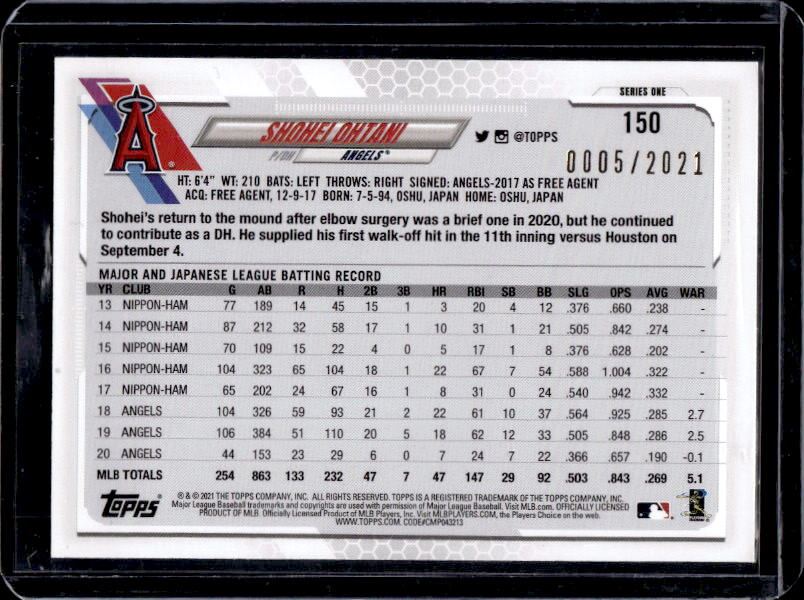 SERIES ONE
150
A
SHOHEI OHTANI
@TOPPS
P/DH ANGELS®
0005/2021
HT: 6'4" WT: 210 BATS: LEFT THROWS: RIGHT SIGNED: ANGELS-2017 AS FREE AGENT
ACQ: FREE AGENT, 12-9-17 BORN: 7-5-94, OSHU, JAPAN HOME: OSHU, JAPAN
Shohei's return to the mound after elbow surgery was a brief one in 2020, but he continued
to contribute as a DH. He supplied his first walk-off hit in the 11th inning versus Houston on
September 4.
MAJOR AND JAPANESE LEAGUE BATTING RECORD
YR CLUB G AB R H 2B 3B HR RBI SB BB SLG OPS AVG WAR
13 NIPPON-HAM 77 189 14 45 15 1 3 20 4 12 .376 .660 .238 -
14 NIPPON-HAM 87 212 32 58 17 1 10 31 1 21 .505 .842 .274 -
15 NIPPON-HAM 70 109 15 22 4 0 5 17 1 8 .376 .628 .202 -
16 NIPPON-HAM 104 323 65 104 18 1 22 67 7 54 .588 1.004 .322 -
17 NIPPON-HAM 65 202 24 67 16 1 8 31 0 24 .540 .942 .332 -
18 ANGELS 104 326 59 93 21 2 22 61 10 37 .564 .925 .285 2.7
19 ANGELS 106 384 51 110 20 5 18 62 12 33 .505 .848 .286 2.5
20 ANGELS 44 153 23 29 6 0 7 24 7 22 .366 .657 .190 -0.1
MLB TOTALS 254 863 133 232 47 7 47 147 29 92 .503 .843 .269 5.1
Topps
® & © 2021 THE TOPPS COMPANY, INC. ALL RIGHTS RESERVED. TOPPS IS A REGISTERED TRADEMARK OF THE TOPPS COMPANY, INC.
Major League Baseball trademarks and copyrights are used with permission of Major League Baseball. Visit MLB.com. OFFICIALLY LICENSED
PRODUCT OF MLB Officially Licensed Product of MLB Players, Inc. Visit MLBPLAYERS.com, the Players Choice on the web.
WWW.TOPPS.COM. CODE#CMP043213